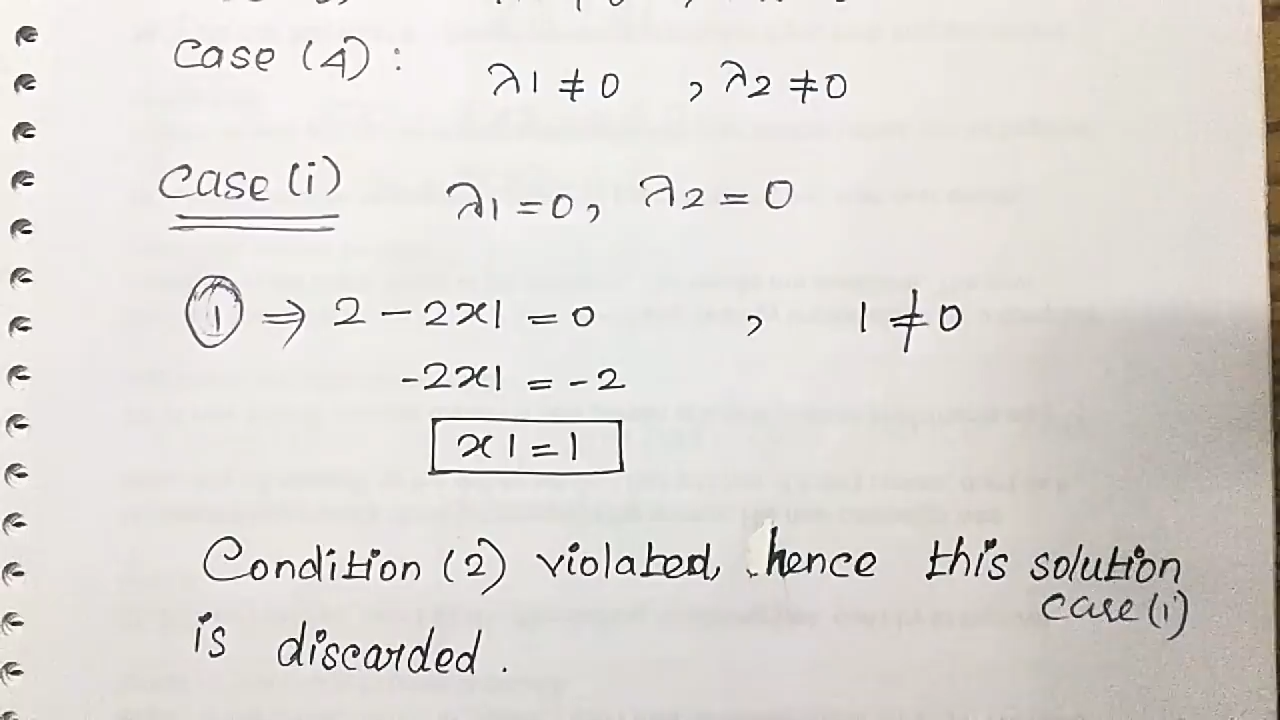 Case (4): λ1 ≠ 0 , λ2 ≠ 0
Case (i) λ1 = 0, λ2 = 0
① ⇒ 2 - 2x1 = 0 , 1 ≠ 0
-2x1 = -2
x1 = 1
Condition (2) violated, hence this solution
case (i)
is discarded.